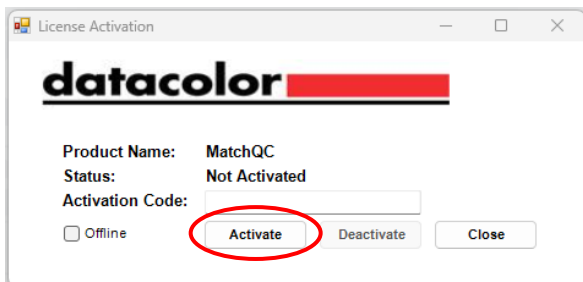 License Activation
datacolor
Product Name: MatchQC
Status: Not Activated
Activation Code:
Offline Activate Deactivate Close